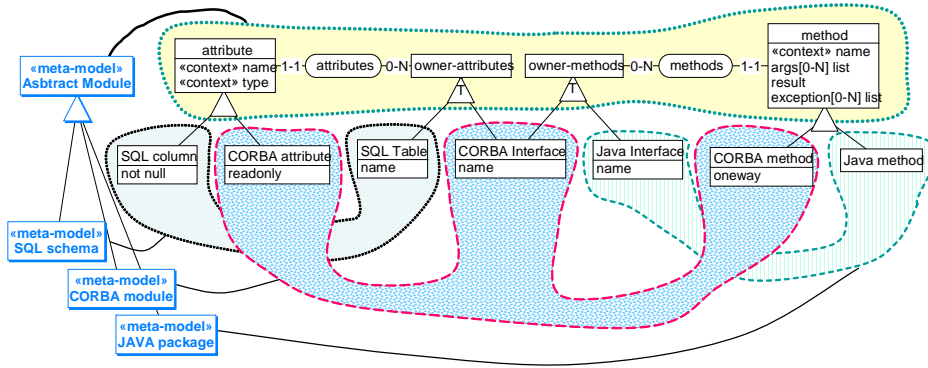 attribute
«context» name
«context» type
1-1
attributes
0-N
owner-attributes
owner-methods
0-N
methods
1-1
method
«context» name
args[0-N] list
result
exception[0-N] list
«meta-model»
Asbtract Module
T
T
SQL column
not null
CORBA attribute
readonly
SQL Table
name
CORBA Interface
name
Java Interface
name
CORBA method
oneway
Java method
«meta-model»
SQL schema
«meta-model»
CORBA module
«meta-model»
JAVA package